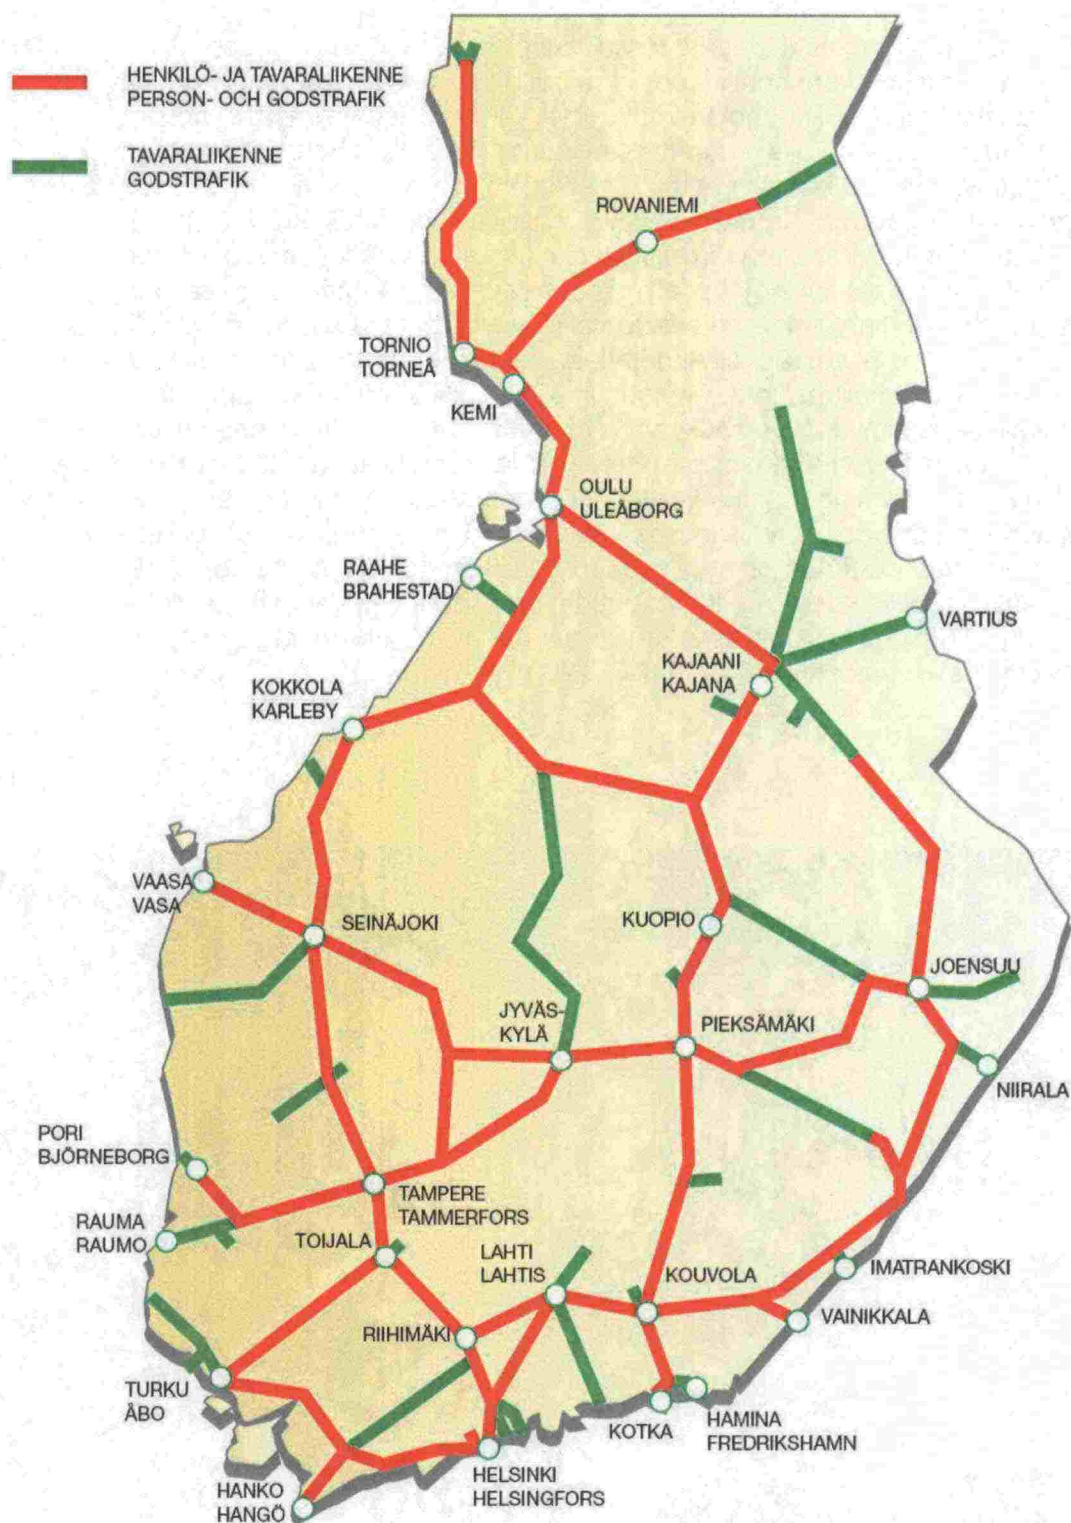 HENKILÖ- JA TAVARALIIKENNE
PERSON- OCH GODSTRAFIK
TAVARALIIKENNE
GODSTRAFIK
ROVANIEMI
TORNIO
TORNEÅ
KEMI
OULU
ULEÅBORG
RAAHE
BRAHESTAD
VARTIUS
KAJAANI
KAJANA
KOKKOLA
KARLEBY
VAASA
VASA
SEINÄJOKI
KUOPIO
JOENSUU
JYVÄS-
KYLÄ
PIEKSÄMÄKI
NIIRALA
PORI
BJÖRNEBORG
TAMPERE
TAMMERFORS
RAUMA
RAUMO
TOIJALA
LAHTI
LAHTIS
KOUVOLA
IMATRANKOSKI
VAINIKKALA
RIIHIMÄKI
TURKU
ÅBO
KOTKA
HAMINA
FREDRIKSHAMN
HELSINKI
HELSINGFORS
HANKO
HANGÖ